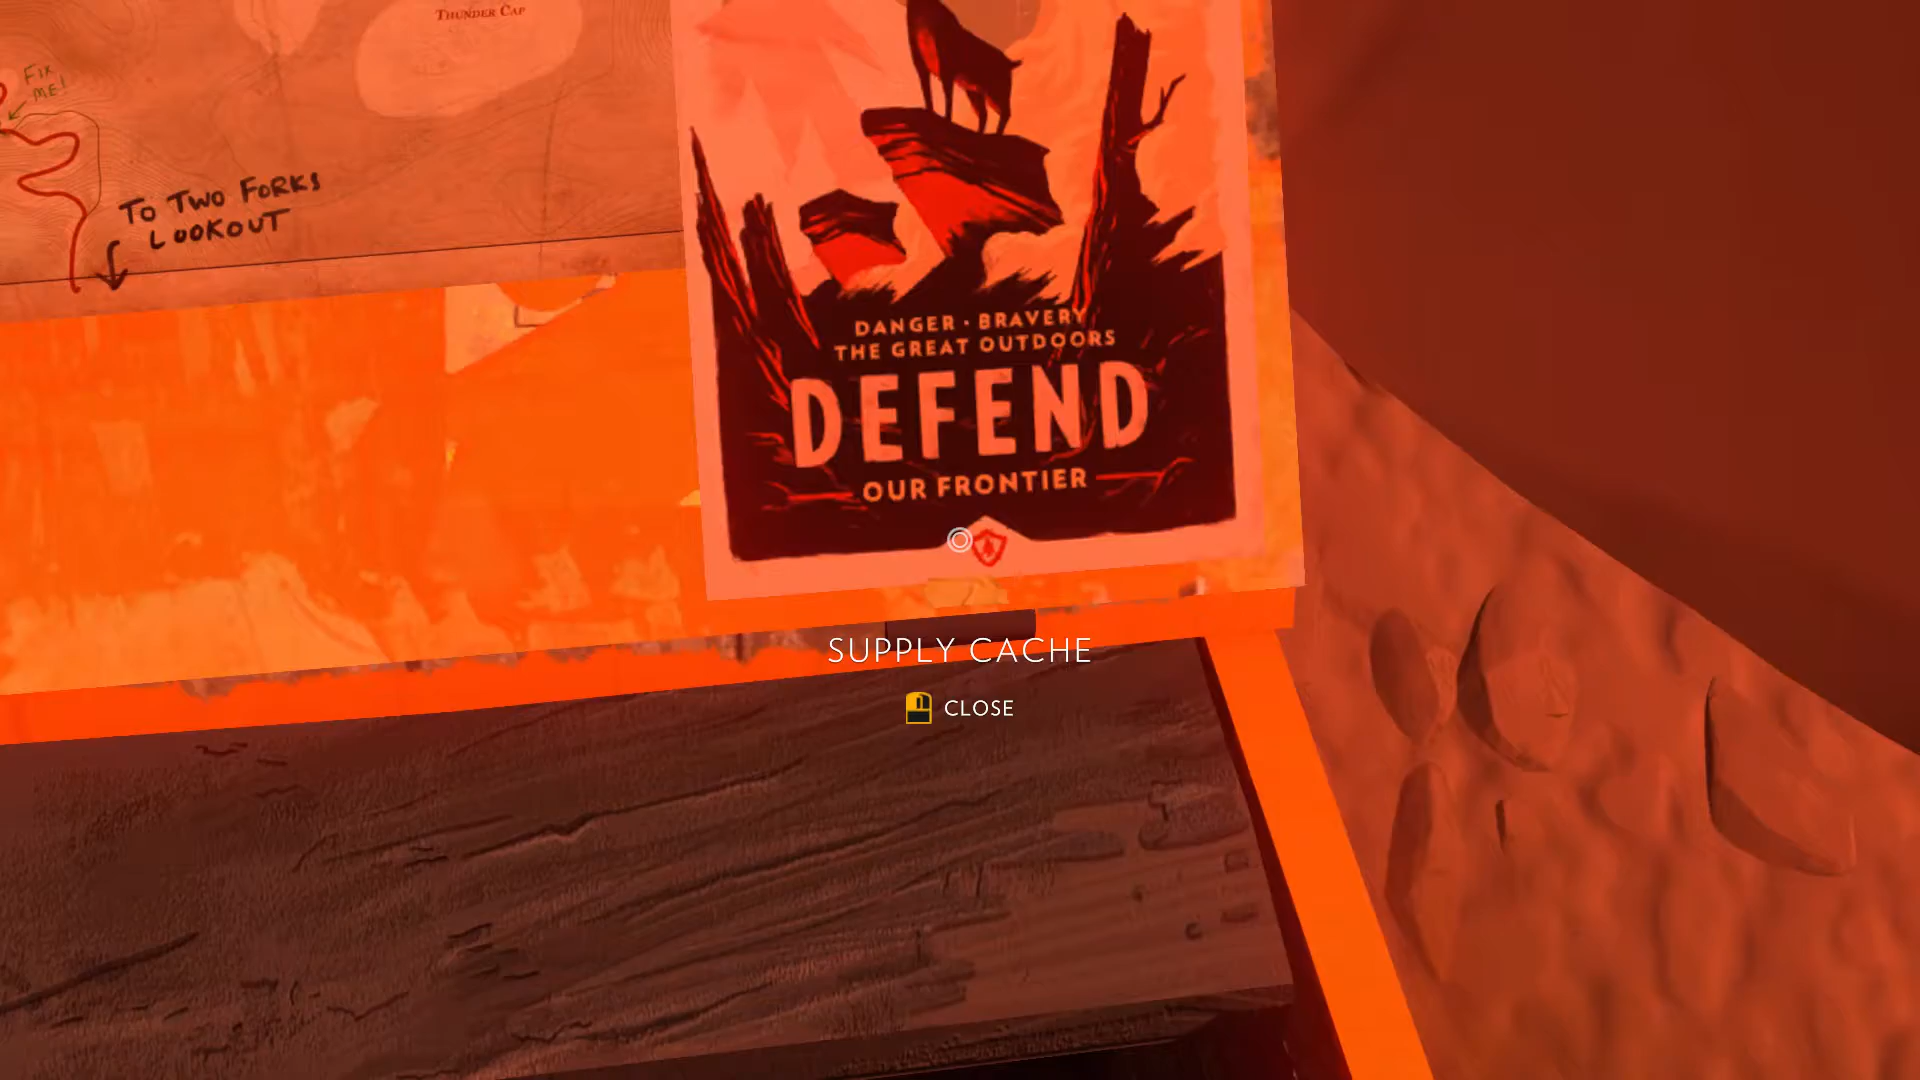 THUNDER CAP
FIX
ME!
TO TWO FORKS
LOOKOUT
DANGER · BRAVERY
THE GREAT OUTDOORS
DEFEND
OUR FRONTIER
SUPPLY CACHE
CLOSE